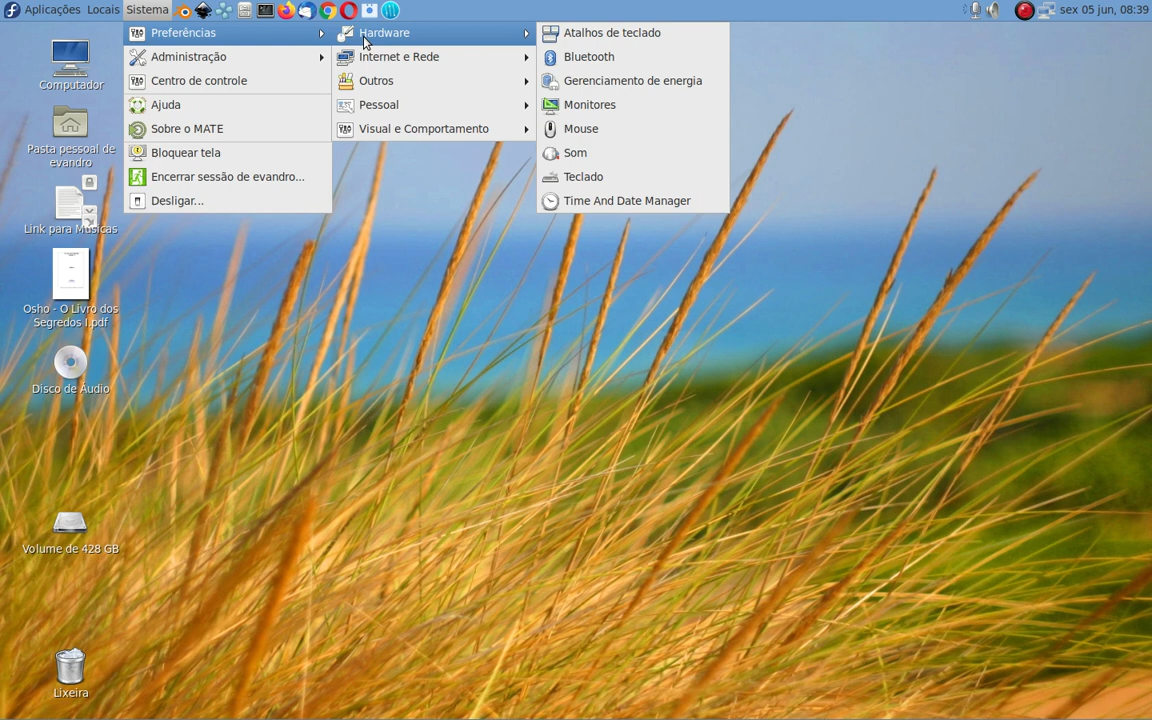 Aplicações Locais Sistema
sex 05 jun, 08:39
Preferências
Administração
Centro de controle
Ajuda
Sobre o MATE
Bloquear tela
Encerrar sessão de evandro...
Desligar...
Hardware
Internet e Rede
Outros
Pessoal
Visual e Comportamento
Atalhos de teclado
Bluetooth
Gerenciamento de energia
Monitores
Mouse
Som
Teclado
Time And Date Manager
Computador
Pasta pessoal de
evandro
Link para Músicas
Osho - O Livro dos
Segredos I.pdf
Disco de Áudio
Volume de 428 GB
Lixeira